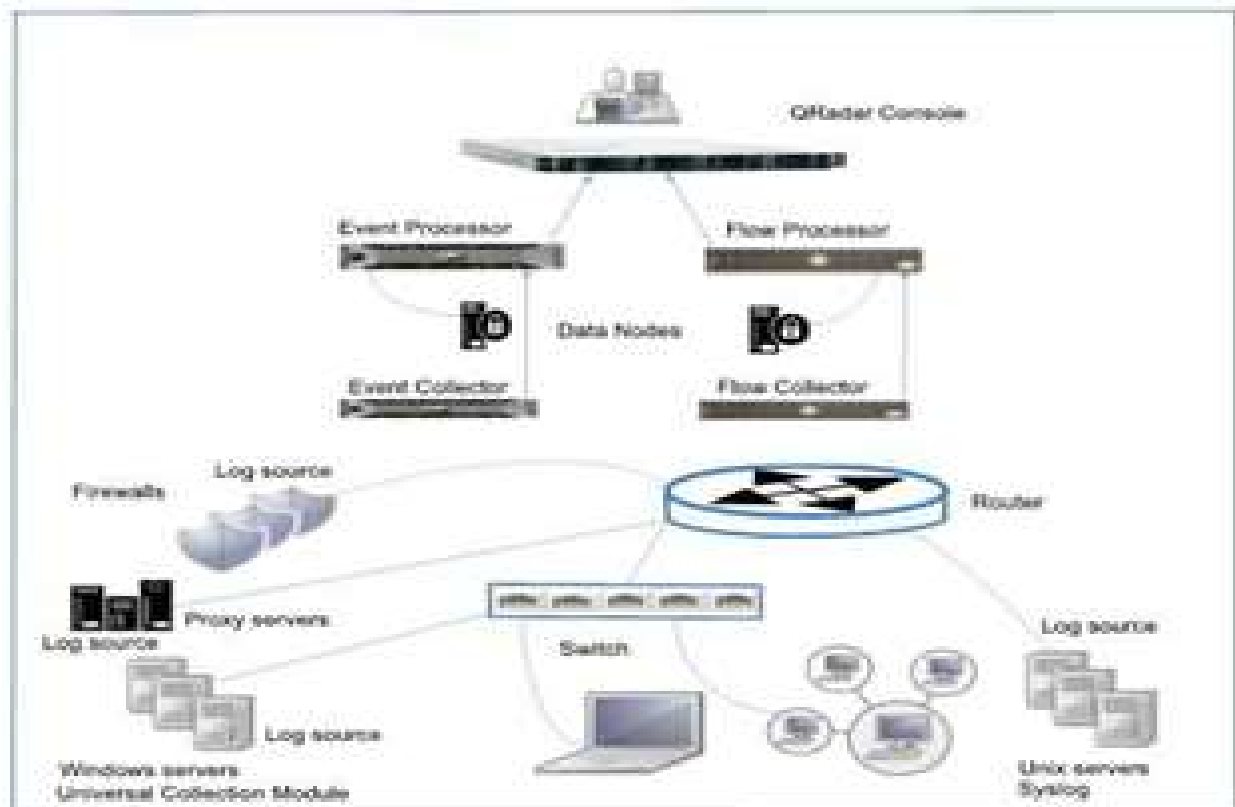 QRadar Console
Event Processor
Flow Processor
Data Nodes
Event Collector
Flow Collector
Log source
Firewalls
Router
Proxy servers
Log source
Switch
Log source
Log source
Windows servers
Universal Collection Module
Unix servers
Syslog